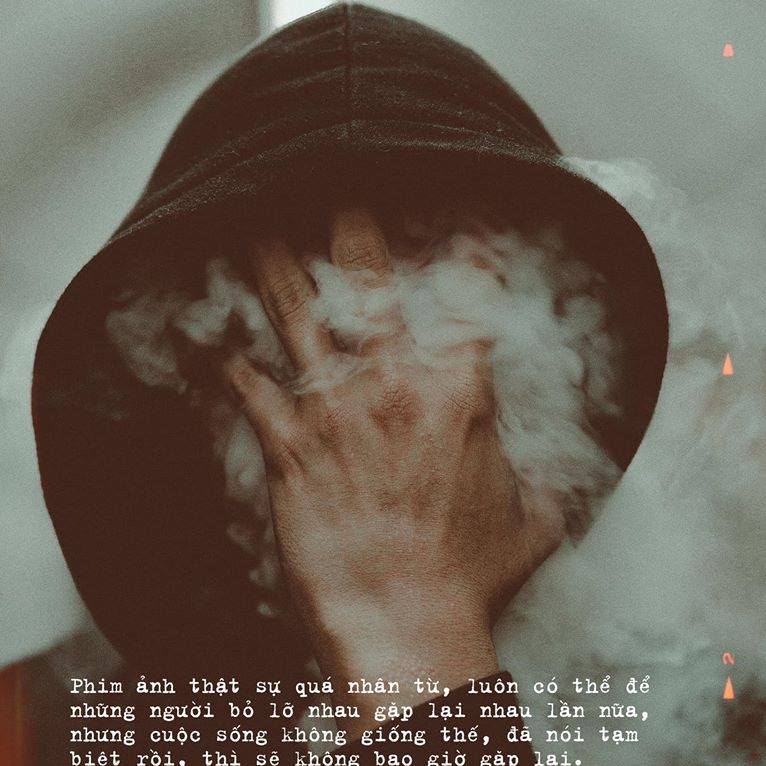 Phim ảnh thật sự quá nhân từ, luôn có thể để
những người bỏ lỡ nhau gặp lại nhau lần nữa,
nhưng cuộc sống không giống thế, đã nói tạm
biệt rồi, thì sẽ không bao giờ gặp lại.
2